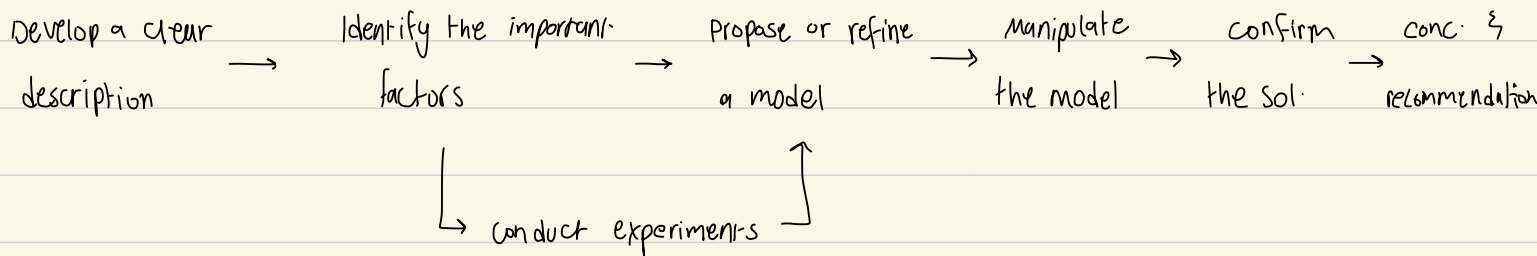 Develop a clear → Identify the important → Propose or refine → Manipulate → confirm → conc. &
description factors a model the model the sol. recommendation
conduct experiments